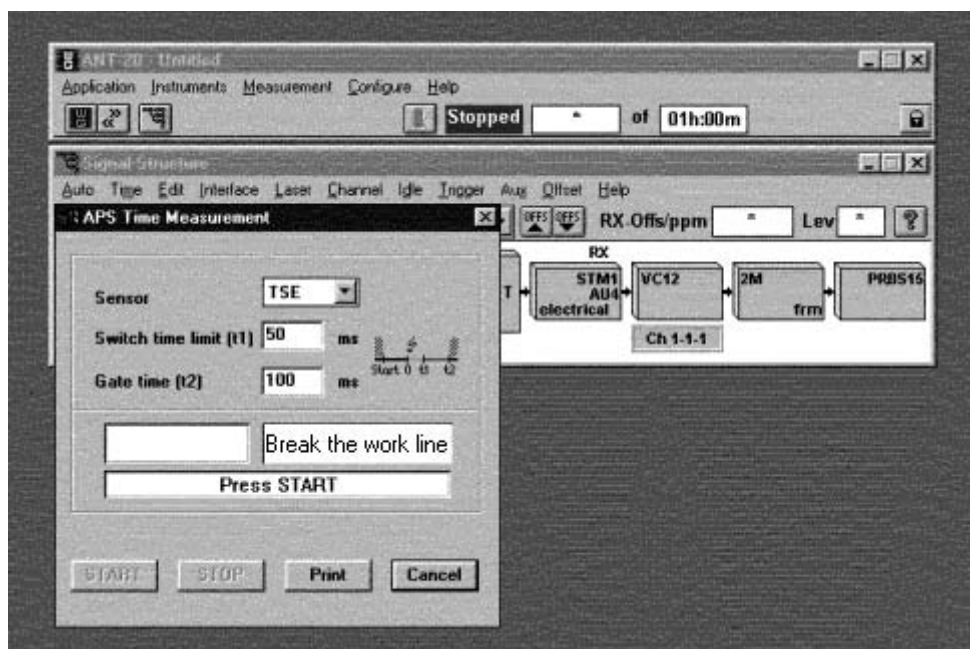 ANT-20 - Untitled
Application Instruments Measurement Configure Help
Stopped * of 01h:00m
Signal Structure
Auto Time Edit Interface Laser Channel Idle Trigger Aux Offset Help
APS Time Measurement
OFFS OFFS RX-Offs/ppm * Lev *
RX
T STM1 AU4 electrical VC12 2M frm PRBS15
Ch 1-1-1
Sensor TSE
Switch time limit (t1) 50 ms
Start 0 t1 t2
Gate time (t2) 100 ms
Break the work line
Press START
START STOP Print Cancel